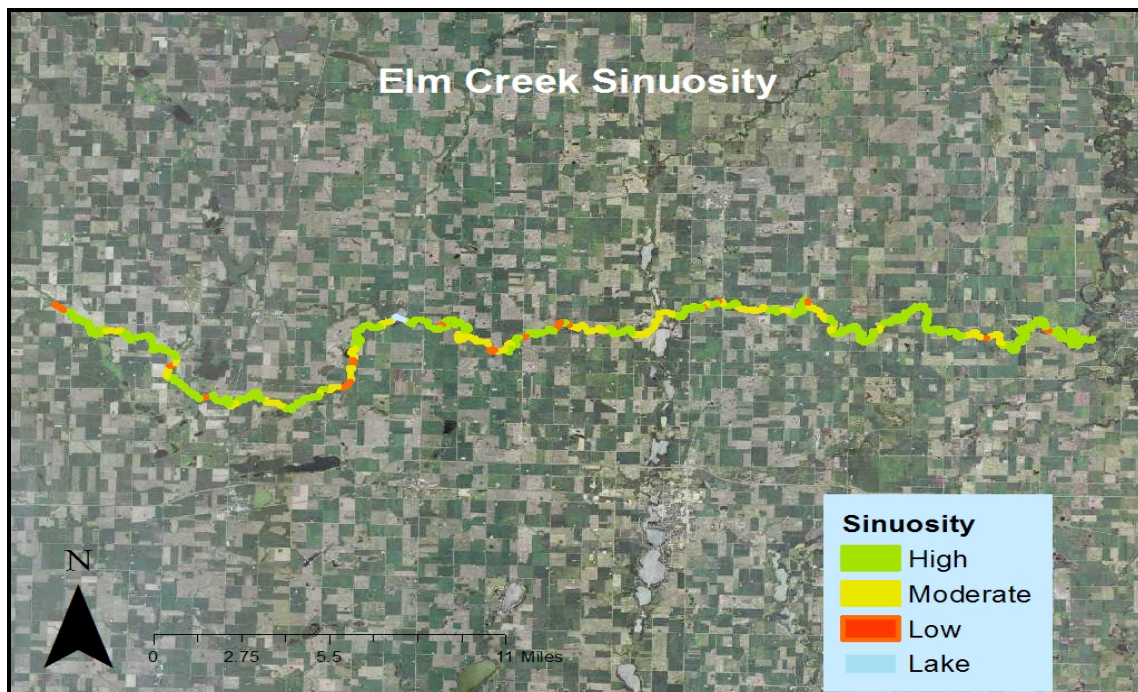 Elm Creek Sinuosity
Sinuosity
High
Moderate
Low
Lake
N
0 2.75 5.5 11 Miles